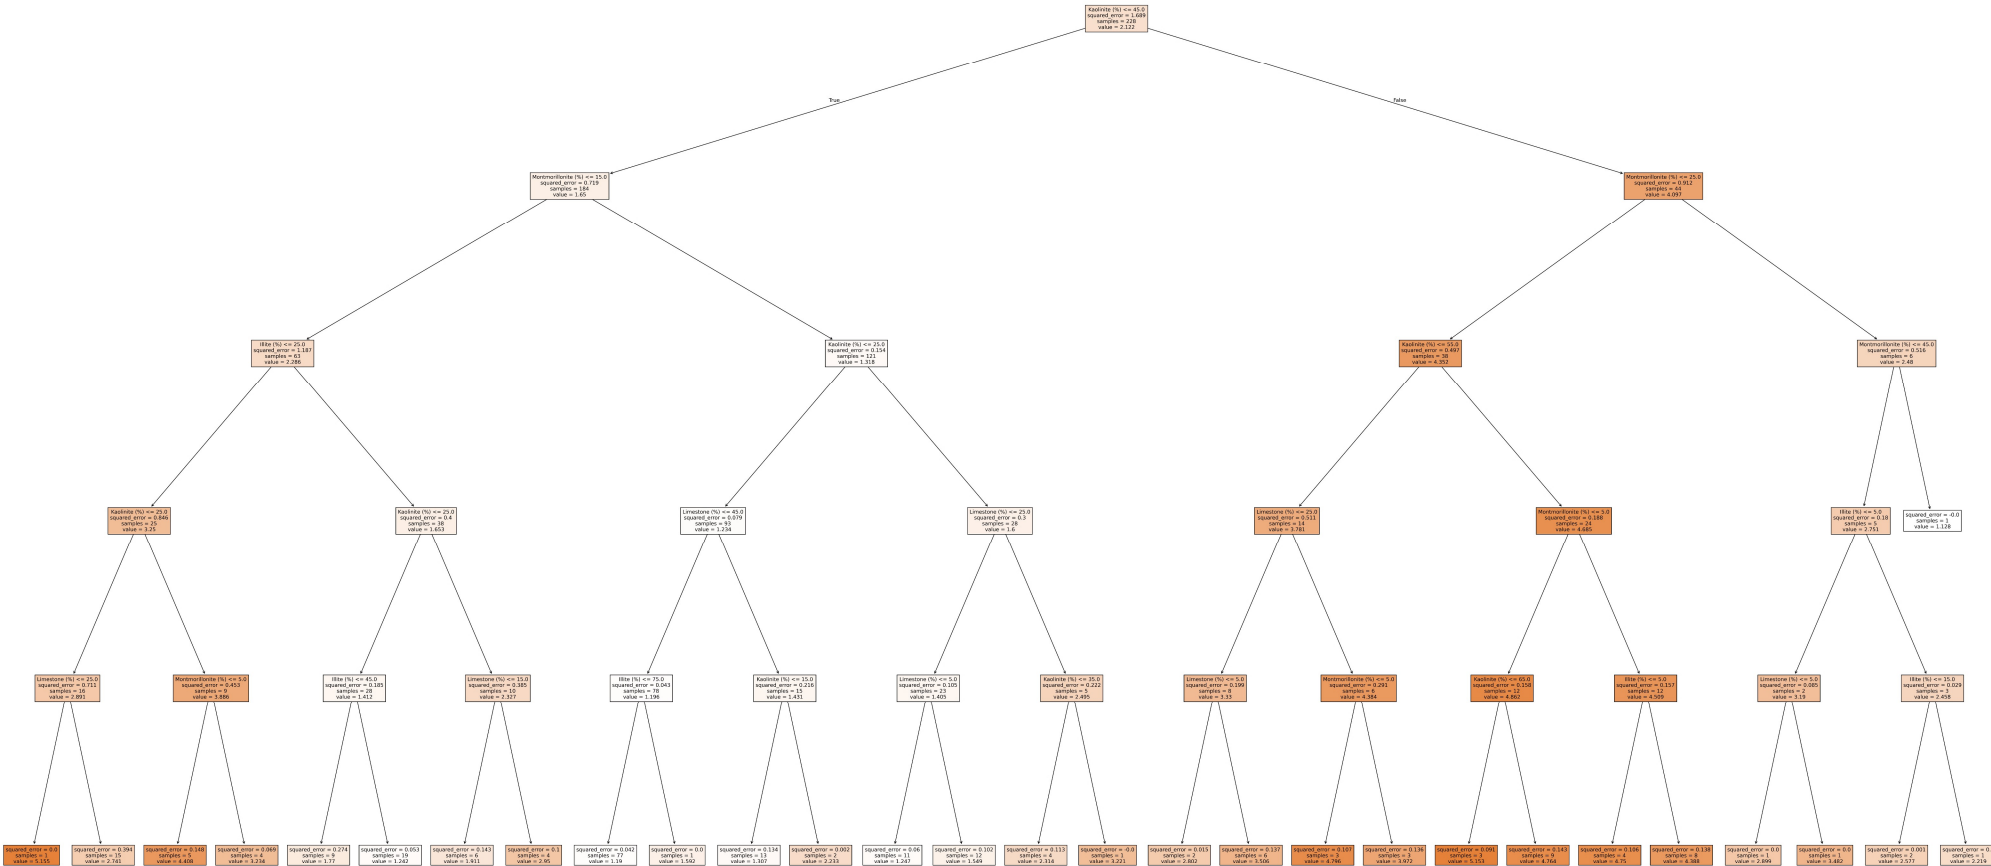 Kaolinite (%) <= 45.0
squared_error = 1.689
samples = 228
value = 2.122
True
False
Montmorillonite (%) <= 15.0
squared_error = 0.719
samples = 184
value = 1.65
Montmorillonite (%) <= 25.0
squared_error = 0.912
samples = 44
value = 4.097
Illite (%) <= 25.0
squared_error = 1.187
samples = 63
value = 2.286
Kaolinite (%) <= 25.0
squared_error = 0.154
samples = 121
value = 1.318
Kaolinite (%) <= 55.0
squared_error = 0.497
samples = 38
value = 4.352
Montmorillonite (%) <= 45.0
squared_error = 0.516
samples = 6
value = 2.48
Kaolinite (%) <= 25.0
squared_error = 0.846
samples = 25
value = 3.25
Kaolinite (%) <= 25.0
squared_error = 0.4
samples = 38
value = 1.653
Limestone (%) <= 45.0
squared_error = 0.079
samples = 93
value = 1.234
Limestone (%) <= 25.0
squared_error = 0.3
samples = 28
value = 1.6
Limestone (%) <= 25.0
squared_error = 0.511
samples = 14
value = 3.781
Montmorillonite (%) <= 5.0
squared_error = 0.188
samples = 24
value = 4.685
Illite (%) <= 5.0
squared_error = 0.18
samples = 5
value = 2.751
squared_error = -0.0
samples = 1
value = 1.128
Limestone (%) <= 25.0
squared_error = 0.711
samples = 16
value = 2.891
Montmorillonite (%) <= 5.0
squared_error = 0.453
samples = 9
value = 3.886
Illite (%) <= 45.0
squared_error = 0.185
samples = 28
value = 1.412
Limestone (%) <= 15.0
squared_error = 0.385
samples = 10
value = 2.327
Illite (%) <= 75.0
squared_error = 0.043
samples = 78
value = 1.196
Kaolinite (%) <= 15.0
squared_error = 0.216
samples = 15
value = 1.431
Limestone (%) <= 5.0
squared_error = 0.105
samples = 23
value = 1.405
Kaolinite (%) <= 35.0
squared_error = 0.222
samples = 5
value = 2.495
Limestone (%) <= 5.0
squared_error = 0.199
samples = 8
value = 3.33
Montmorillonite (%) <= 5.0
squared_error = 0.291
samples = 6
value = 4.384
Kaolinite (%) <= 65.0
squared_error = 0.158
samples = 12
value = 4.862
Illite (%) <= 5.0
squared_error = 0.157
samples = 12
value = 4.509
Limestone (%) <= 5.0
squared_error = 0.085
samples = 2
value = 3.19
Illite (%) <= 15.0
squared_error = 0.029
samples = 3
value = 2.458
squared_error = 0.0
samples = 1
value = 5.155
squared_error = 0.394
samples = 15
value = 2.741
squared_error = 0.148
samples = 5
value = 4.408
squared_error = 0.069
samples = 4
value = 3.234
squared_error = 0.274
samples = 9
value = 1.77
squared_error = 0.053
samples = 19
value = 1.242
squared_error = 0.143
samples = 6
value = 1.911
squared_error = 0.1
samples = 4
value = 2.95
squared_error = 0.042
samples = 77
value = 1.19
squared_error = 0.0
samples = 1
value = 1.592
squared_error = 0.134
samples = 13
value = 1.307
squared_error = 0.002
samples = 2
value = 2.233
squared_error = 0.06
samples = 11
value = 1.247
squared_error = 0.102
samples = 12
value = 1.549
squared_error = 0.113
samples = 4
value = 2.314
squared_error = -0.0
samples = 1
value = 3.221
squared_error = 0.015
samples = 2
value = 2.802
squared_error = 0.137
samples = 6
value = 3.506
squared_error = 0.107
samples = 3
value = 4.796
squared_error = 0.136
samples = 3
value = 3.972
squared_error = 0.091
samples = 3
value = 5.153
squared_error = 0.143
samples = 9
value = 4.764
squared_error = 0.106
samples = 4
value = 4.75
squared_error = 0.138
samples = 8
value = 4.388
squared_error = 0.0
samples = 1
value = 2.899
squared_error = 0.0
samples = 1
value = 3.482
squared_error = 0.001
samples = 2
value = 2.577
squared_error = 0.
samples = 1
value = 2.219